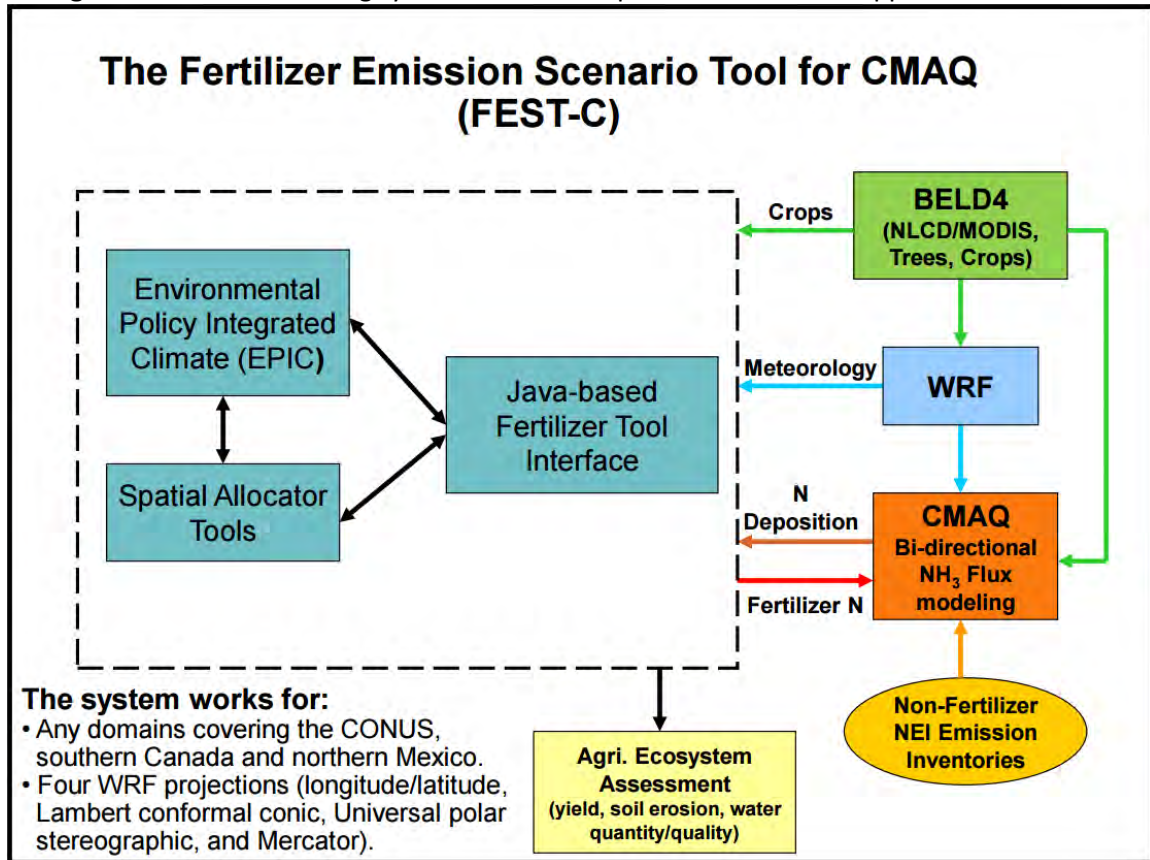 The Fertilizer Emission Scenario Tool for CMAQ
(FEST-C)
Environmental
Policy Integrated
Climate (EPIC)
Spatial Allocator
Tools
Java-based
Fertilizer Tool
Interface
Crops
Meteorology
N
Deposition
Fertilizer N
BELD4
(NLCD/MODIS,
Trees, Crops)
WRF
CMAQ
Bi-directional
NH₃ Flux
modeling
Non-Fertilizer
NEI Emission
Inventories
Agri. Ecosystem
Assessment
(yield, soil erosion, water
quantity/quality)
The system works for:
• Any domains covering the CONUS,
southern Canada and northern Mexico.
• Four WRF projections (longitude/latitude,
Lambert conformal conic, Universal polar
stereographic, and Mercator).